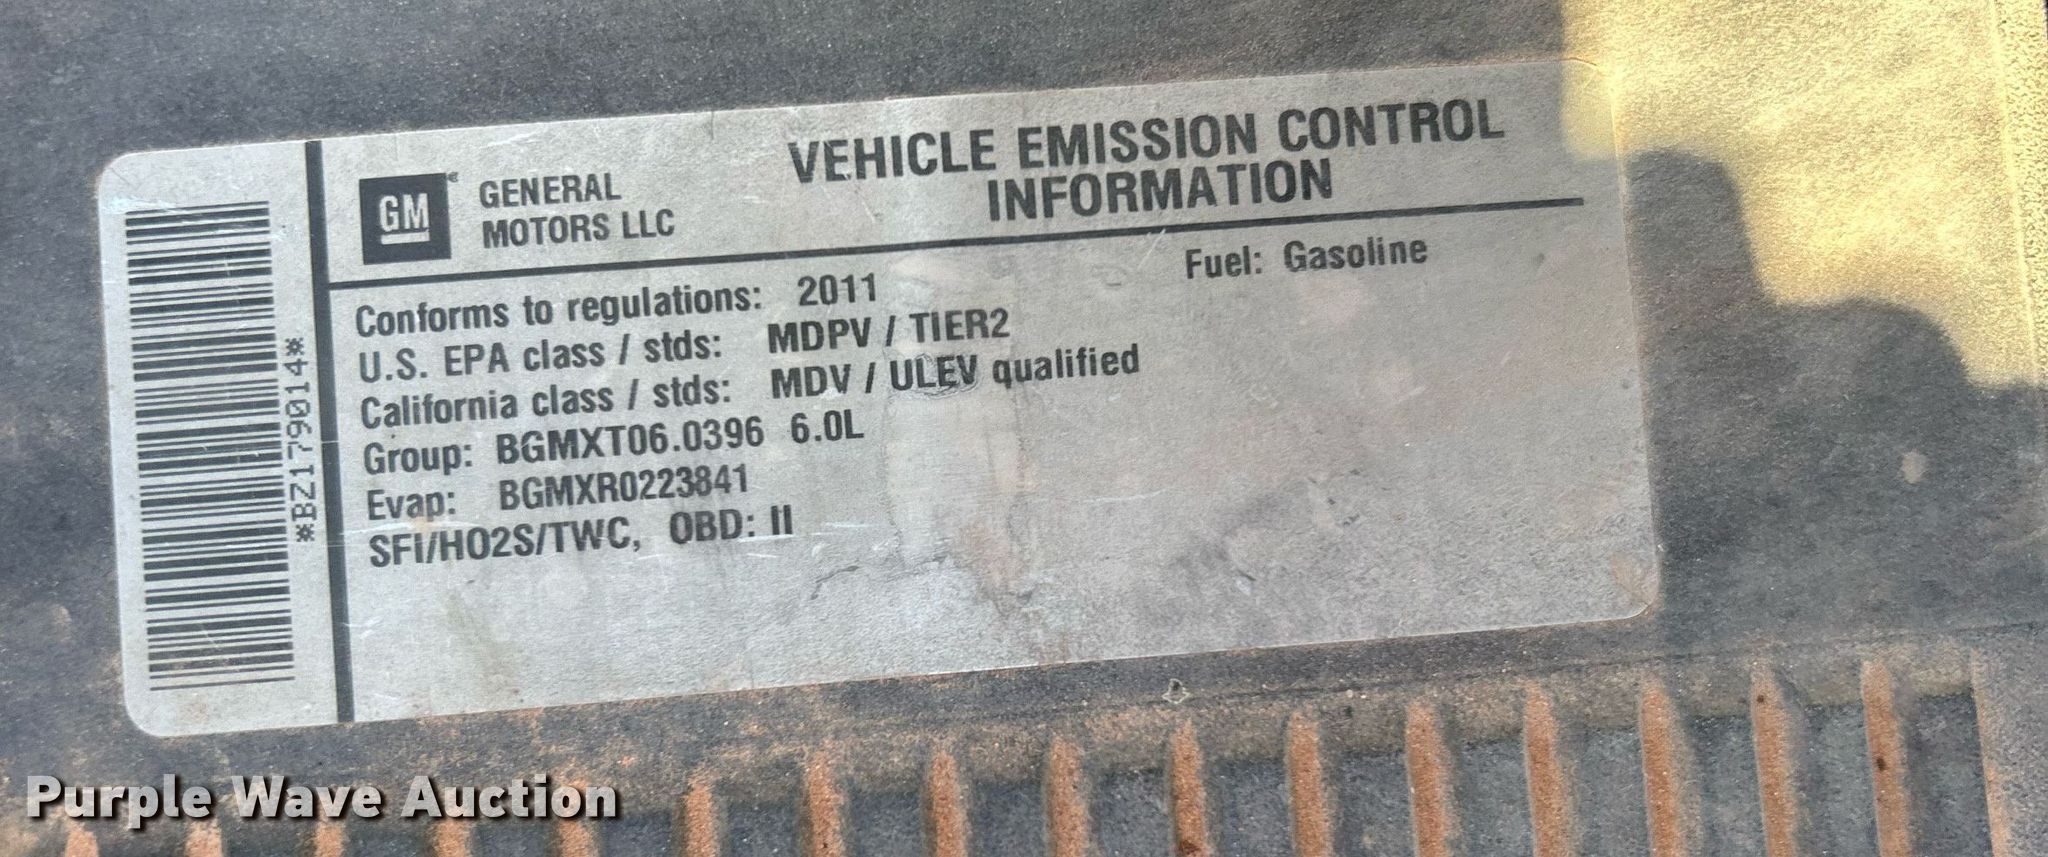 *BZ179014*
GM
GENERAL
MOTORS LLC
VEHICLE EMISSION CONTROL
INFORMATION
Fuel: Gasoline
Conforms to regulations: 2011
U.S. EPA class / stds: MDPV / TIER2
California class / stds: MDV / ULEV qualified
Group: BGMXT06.0396 6.0L
Evap: BGMXR0223841
SFI/HO2S/TWC, OBD: II
Purple Wave Auction